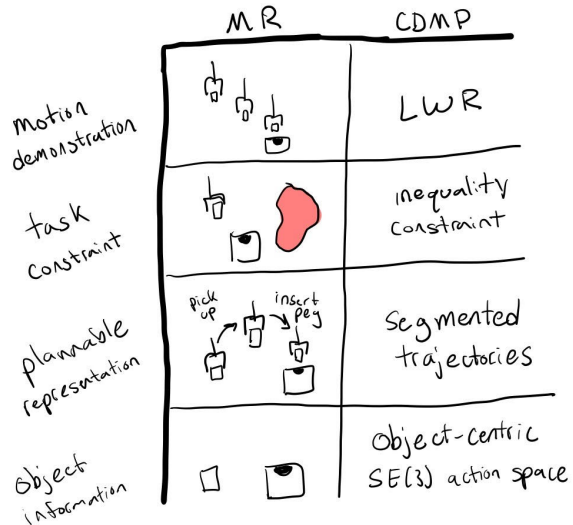 MR
CDMP
motion
demonstration
LWR
task
constraint
inequality
constraint
plannable
representation
pick
up
insert
peg
segmented
trajectories
object
information
object-centric
SE(3) action space